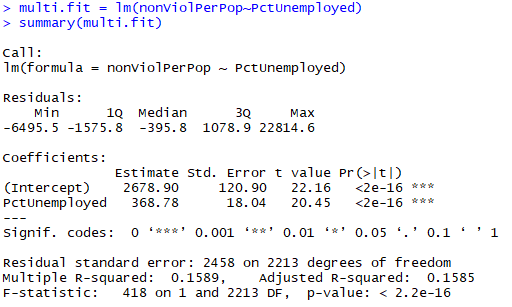 > multi.fit = lm(nonViolPerPop~PctUnemployed)
> summary(multi.fit)
Call:
lm(formula = nonViolPerPop ~ PctUnemployed)
Residuals:
Min 1Q Median 3Q Max
-6495.5 -1575.8 -395.8 1078.9 22814.6
Coefficients:
Estimate Std. Error t value Pr(>|t|)
(Intercept) 2678.90 120.90 22.16 <2e-16 ***
PctUnemployed 368.78 18.04 20.45 <2e-16 ***
---
Signif. codes: 0 ‘***’ 0.001 ‘**’ 0.01 ‘*’ 0.05 ‘.’ 0.1 ‘ ’ 1
Residual standard error: 2458 on 2213 degrees of freedom
Multiple R-squared: 0.1589, Adjusted R-squared: 0.1585
F-statistic: 418 on 1 and 2213 DF, p-value: < 2.2e-16